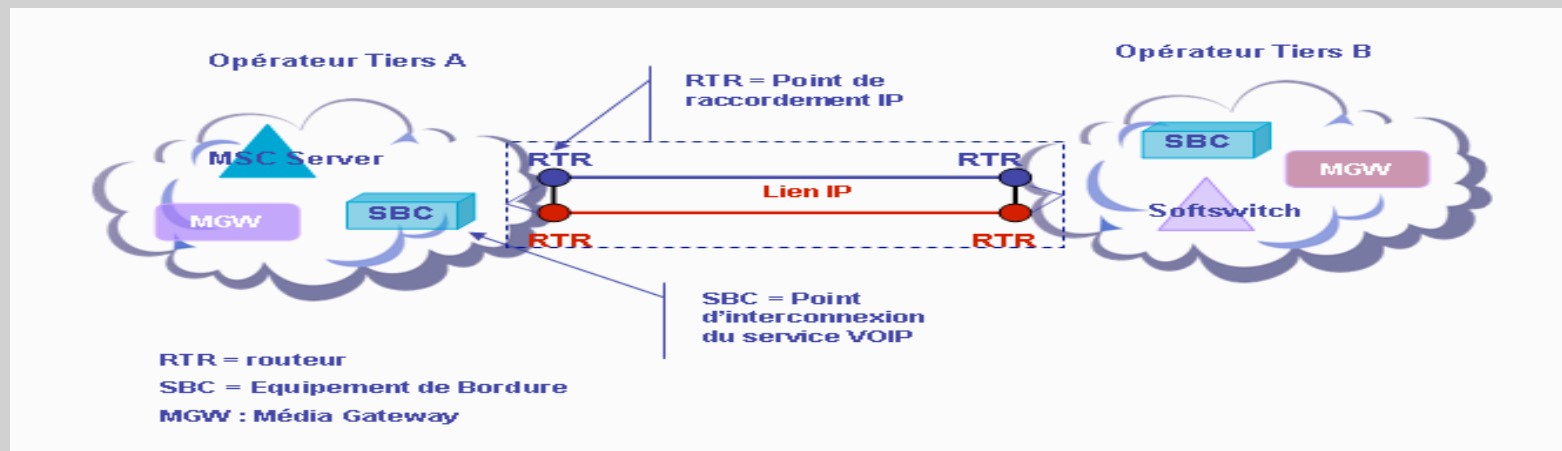 Opérateur Tiers A
Opérateur Tiers B
RTR = Point de
raccordement IP
MSC Server
MGW
SBC
RTR
RTR
Lien IP
RTR
RTR
SBC
MGW
Softswitch
SBC = Point
d'interconnexion
du service VOIP
RTR = routeur
SBC = Equipement de Bordure
MGW : Média Gateway